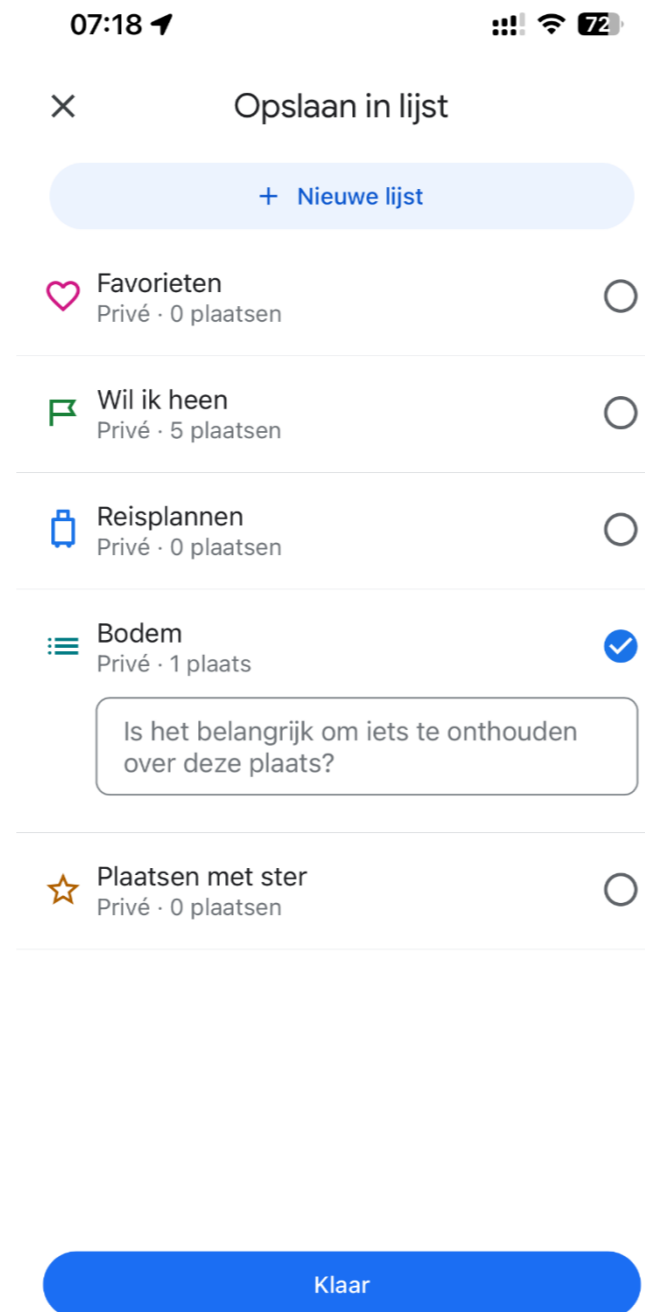 07:18
72
Opslaan in lijst
+ Nieuwe lijst
Favorieten
Privé · 0 plaatsen
Wil ik heen
Privé · 5 plaatsen
Reisplannen
Privé · 0 plaatsen
Bodem
Privé · 1 plaats
Is het belangrijk om iets te onthouden
over deze plaats?
Plaatsen met ster
Privé · 0 plaatsen
Klaar